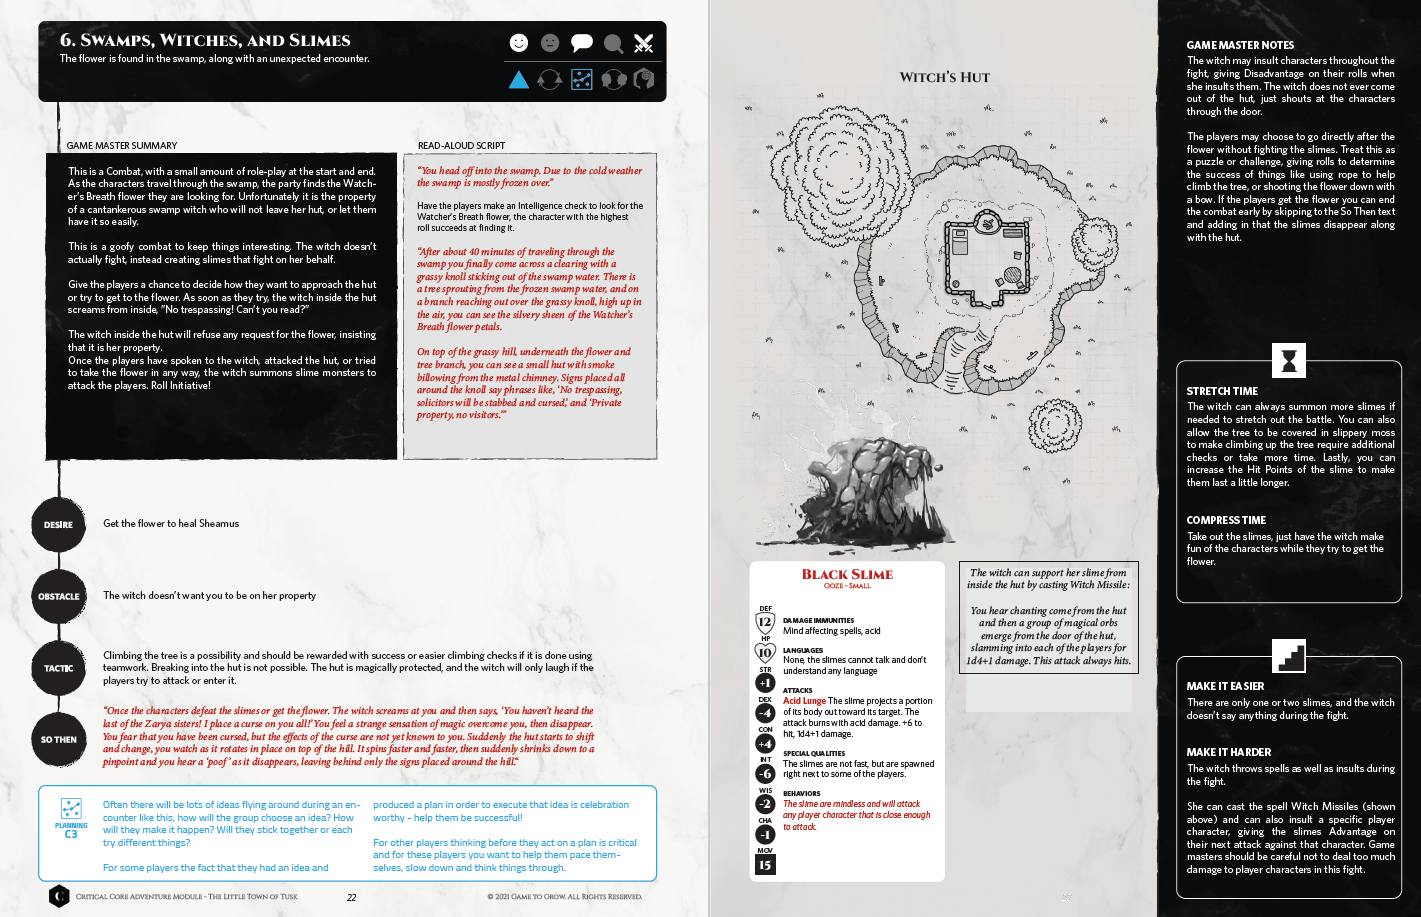 6. Swamps, Witches, and Slimes
The flower is found in the swamp, along with an unexpected encounter.
GAME MASTER SUMMARY
This is a Combat, with a small amount of role-play at the start and end.
As the characters travel through the swamp, the party finds the Watch-
er's Breath flower they are looking for. Unfortunately it is the property
of a cantankerous swamp witch who will not leave her hut, or let them
have it so easily.
This is a goofy combat to keep things interesting. The witch doesn't
actually fight, instead creating slimes that fight on her behalf.
Give the players a chance to decide how they want to approach the hut
or try to get to the flower. As soon as they try, the witch inside the hut
screams from inside, "No trespassing! Can't you read?"
The witch inside the hut will refuse any request for the flower, insisting
that it is her property.
Once the players have spoken to the witch, attacked the hut, or tried
to take the flower in any way, the witch summons slime monsters to
attack the players. Roll Initiative!
READ-ALOUD SCRIPT
"You head off into the swamp. Due to the cold weather
the swamp is mostly frozen over."
Have the players make an Intelligence check to look for the
Watcher's Breath flower, the character with the highest
roll succeeds at finding it.
"After about 40 minutes of traveling through the
swamp you finally come across a clearing with a
grassy knoll sticking out of the swamp water. There is
a tree sprouting from the frozen swamp water, and on
a branch reaching out over the grassy knoll, high up in
the air, you can see the silvery sheen of the Watcher's
Breath flower petals.
On top of the grassy hill, underneath the flower and
tree branch, you can see a small hut with smoke
billowing from the metal chimney. Signs placed all
around the knoll say phrases like, 'No trespassing,
solicitors will be stabbed and cursed,' and 'Private
property, no visitors.'"
DESIRE
Get the flower to heal Sheamus
OBSTACLE
The witch doesn't want you to be on her property
TACTIC
Climbing the tree is a possibility and should be rewarded with success or easier climbing checks if it is done using
teamwork. Breaking into the hut is not possible. The hut is magically protected, and the witch will only laugh if the
players try to attack or enter it.
SO THEN
"Once the characters defeat the slimes or get the flower. The witch screams at you and then says, 'You haven't heard the
last of the Zarya sisters! I place a curse on you all!' You feel a strange sensation of magic overcome you, then disappear.
You fear that you have been cursed, but the effects of the curse are not yet known to you. Suddenly the hut starts to shift
and change, you watch as it rotates in place on top of the hill. It spins faster and faster, then suddenly shrinks down to a
pinpoint and you hear a 'poof' as it disappears, leaving behind only the signs placed around the hill."
PLANNING
C3
Often there will be lots of ideas flying around during an en-
counter like this, how will the group choose an idea? How
will they make it happen? Will they stick together or each
try different things?
For some players the fact that they had an idea and
produced a plan in order to execute that idea is celebration
worthy - help them be successful!
For other players thinking before they act on a plan is critical
and for these players you want to help them pace them-
selves, slow down and think things through.
C
Critical Core Adventure Module - The Little Town of Tusk
22
© 2021 Game to Grow. All Rights Reserved.
Witch's Hut
Black Slime
Ooze - Small
DEF
12
HP
10
STR
+1
DEX
-4
CON
+4
INT
-6
WIS
-2
CHA
-1
MOV
15
DAMAGE IMMUNITIES
Mind affecting spells, acid
LANGUAGES
None, the slimes cannot talk and don't
understand any language
ATTACKS
Acid Lunge The slime projects a portion
of its body out toward its target. The
attack burns with acid damage. +6 to
hit, 1d4+1 damage.
SPECIAL QUALITIES
The slimes are not fast, but are spawned
right next to some of the players.
BEHAVIORS
The slime are mindless and will attack
any player character that is close enough
to attack.
The witch can support her slime from
inside the hut by casting Witch Missile:
You hear chanting come from the hut
and then a group of magical orbs
emerge from the door of the hut,
slamming into each of the players for
1d4+1 damage. This attack always hits.
GAME MASTER NOTES
The witch may insult characters throughout the
fight, giving Disadvantage on their rolls when
she insults them. The witch does not ever come
out of the hut, just shouts at the characters
through the door.
The players may choose to go directly after the
flower without fighting the slimes. Treat this as
a puzzle or challenge, giving rolls to determine
the success of things like using rope to help
climb the tree, or shooting the flower down with
a bow. If the players get the flower you can end
the combat early by skipping to the So Then text
and adding in that the slimes disappear along
with the hut.
STRETCH TIME
The witch can always summon more slimes if
needed to stretch out the battle. You can also
allow the tree to be covered in slippery moss
to make climbing up the tree require additional
checks or take more time. Lastly, you can
increase the Hit Points of the slime to make
them last a little longer.
COMPRESS TIME
Take out the slimes, just have the witch make
fun of the characters while they try to get the
flower.
MAKE IT EASIER
There are only one or two slimes, and the witch
doesn't say anything during the fight.
MAKE IT HARDER
The witch throws spells as well as insults during
the fight.
She can cast the spell Witch Missiles (shown
above) and can also insult a specific player
character, giving the slimes Advantage on
their next attack against that character. Game
masters should be careful not to deal too much
damage to player characters in this fight.